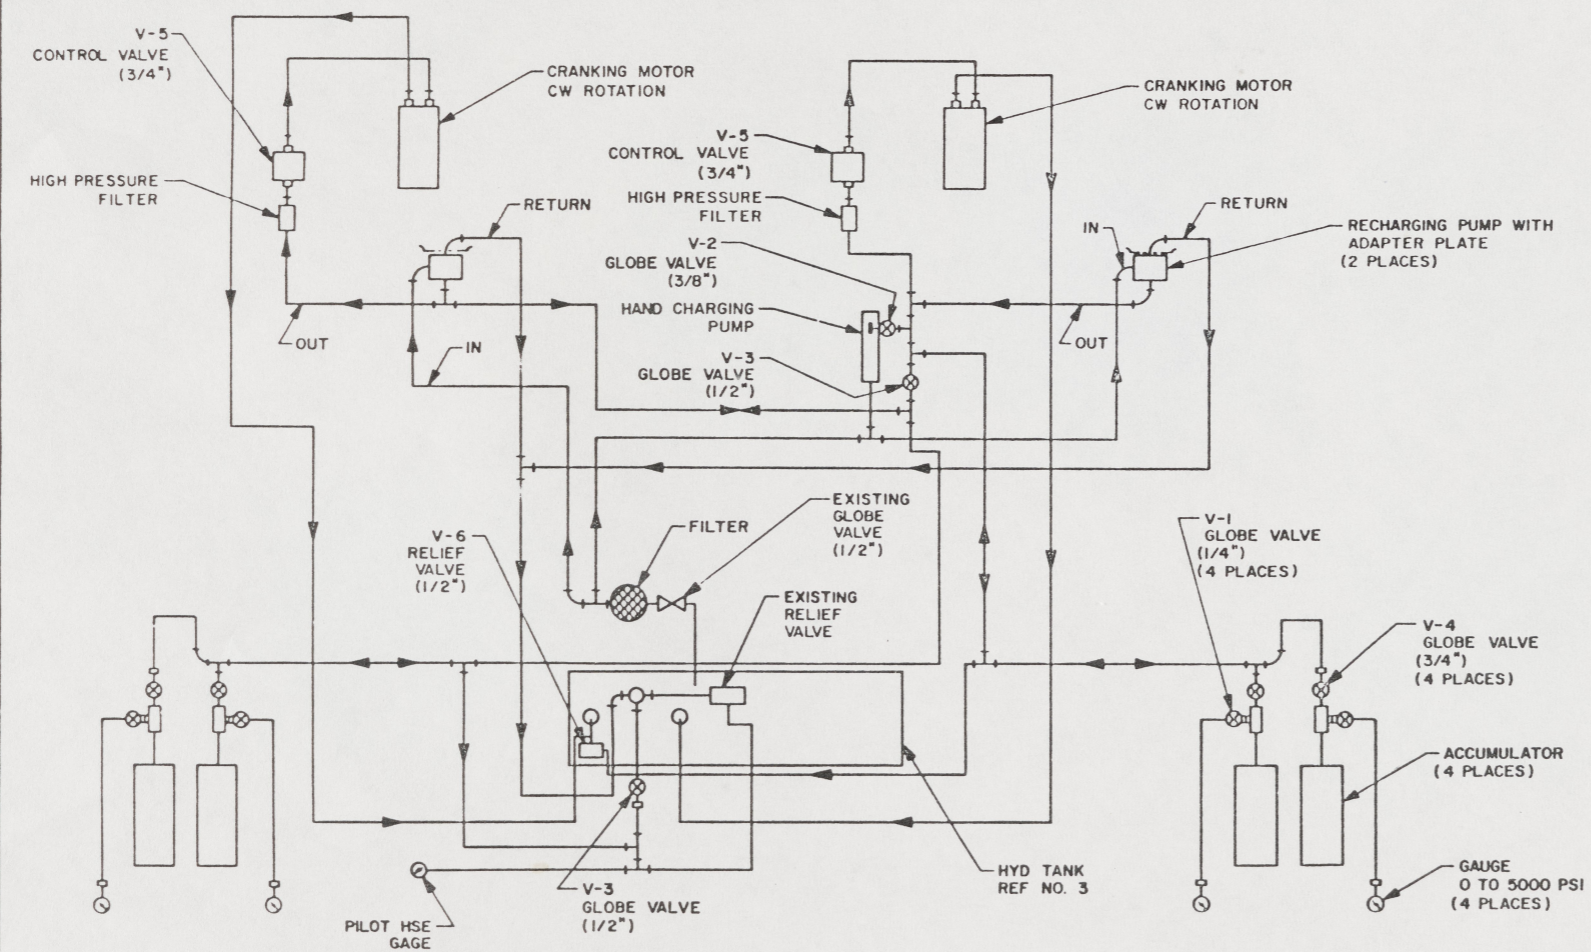 V-5
CONTROL VALVE
(3/4")
CRANKING MOTOR
CW ROTATION
HIGH PRESSURE
FILTER
RETURN
OUT
IN
CRANKING MOTOR
CW ROTATION
V-5
CONTROL VALVE
(3/4")
HIGH PRESSURE
FILTER
V-2
GLOBE VALVE
(3/8")
HAND CHARGING
PUMP
V-3
GLOBE VALVE
(1/2")
RETURN
IN
RECHARGING PUMP WITH
ADAPTER PLATE
(2 PLACES)
OUT
V-6
RELIEF
VALVE
(1/2")
FILTER
EXISTING
GLOBE
VALVE
(1/2")
EXISTING
RELIEF
VALVE
V-1
GLOBE VALVE
(1/4")
(4 PLACES)
V-4
GLOBE VALVE
(3/4")
(4 PLACES)
ACCUMULATOR
(4 PLACES)
GAUGE
0 TO 5000 PSI
(4 PLACES)
HYD TANK
REF NO. 3
V-3
GLOBE VALVE
(1/2")
PILOT HSE
GAGE